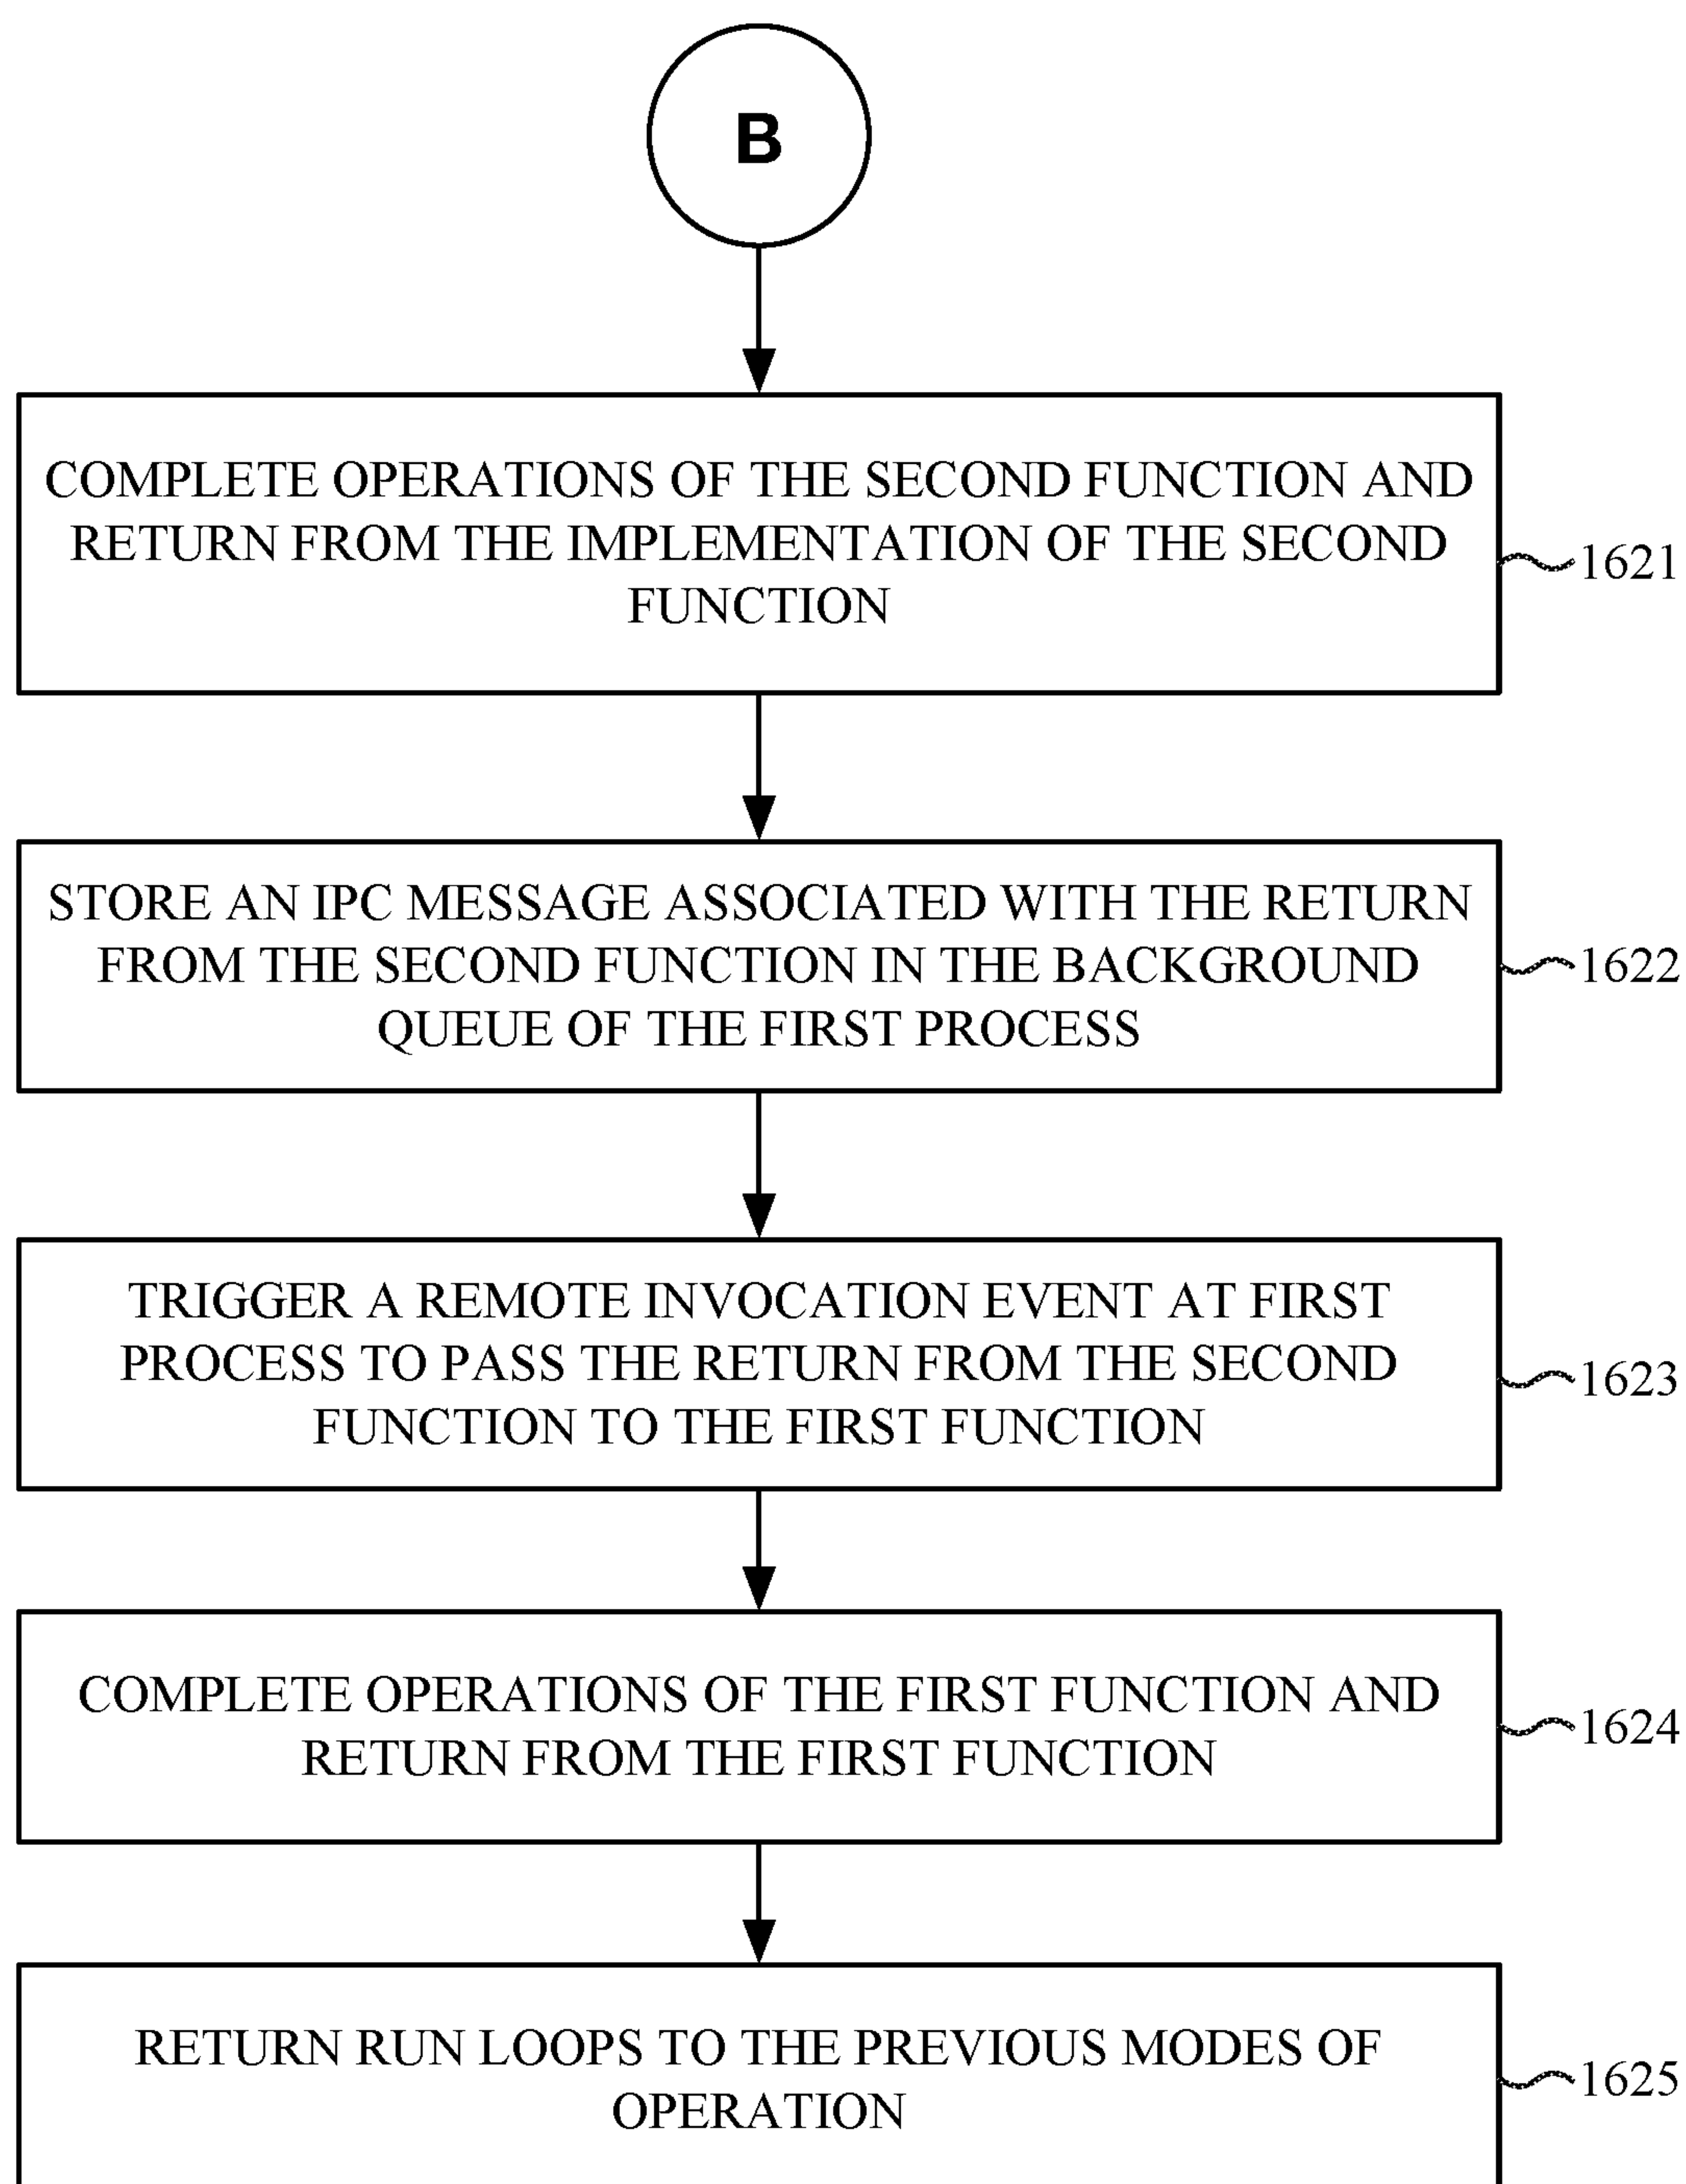 B
COMPLETE OPERATIONS OF THE SECOND FUNCTION AND
RETURN FROM THE IMPLEMENTATION OF THE SECOND
FUNCTION
1621
STORE AN IPC MESSAGE ASSOCIATED WITH THE RETURN
FROM THE SECOND FUNCTION IN THE BACKGROUND
QUEUE OF THE FIRST PROCESS
1622
TRIGGER A REMOTE INVOCATION EVENT AT FIRST
PROCESS TO PASS THE RETURN FROM THE SECOND
FUNCTION TO THE FIRST FUNCTION
1623
COMPLETE OPERATIONS OF THE FIRST FUNCTION AND
RETURN FROM THE FIRST FUNCTION
1624
RETURN RUN LOOPS TO THE PREVIOUS MODES OF
OPERATION
1625